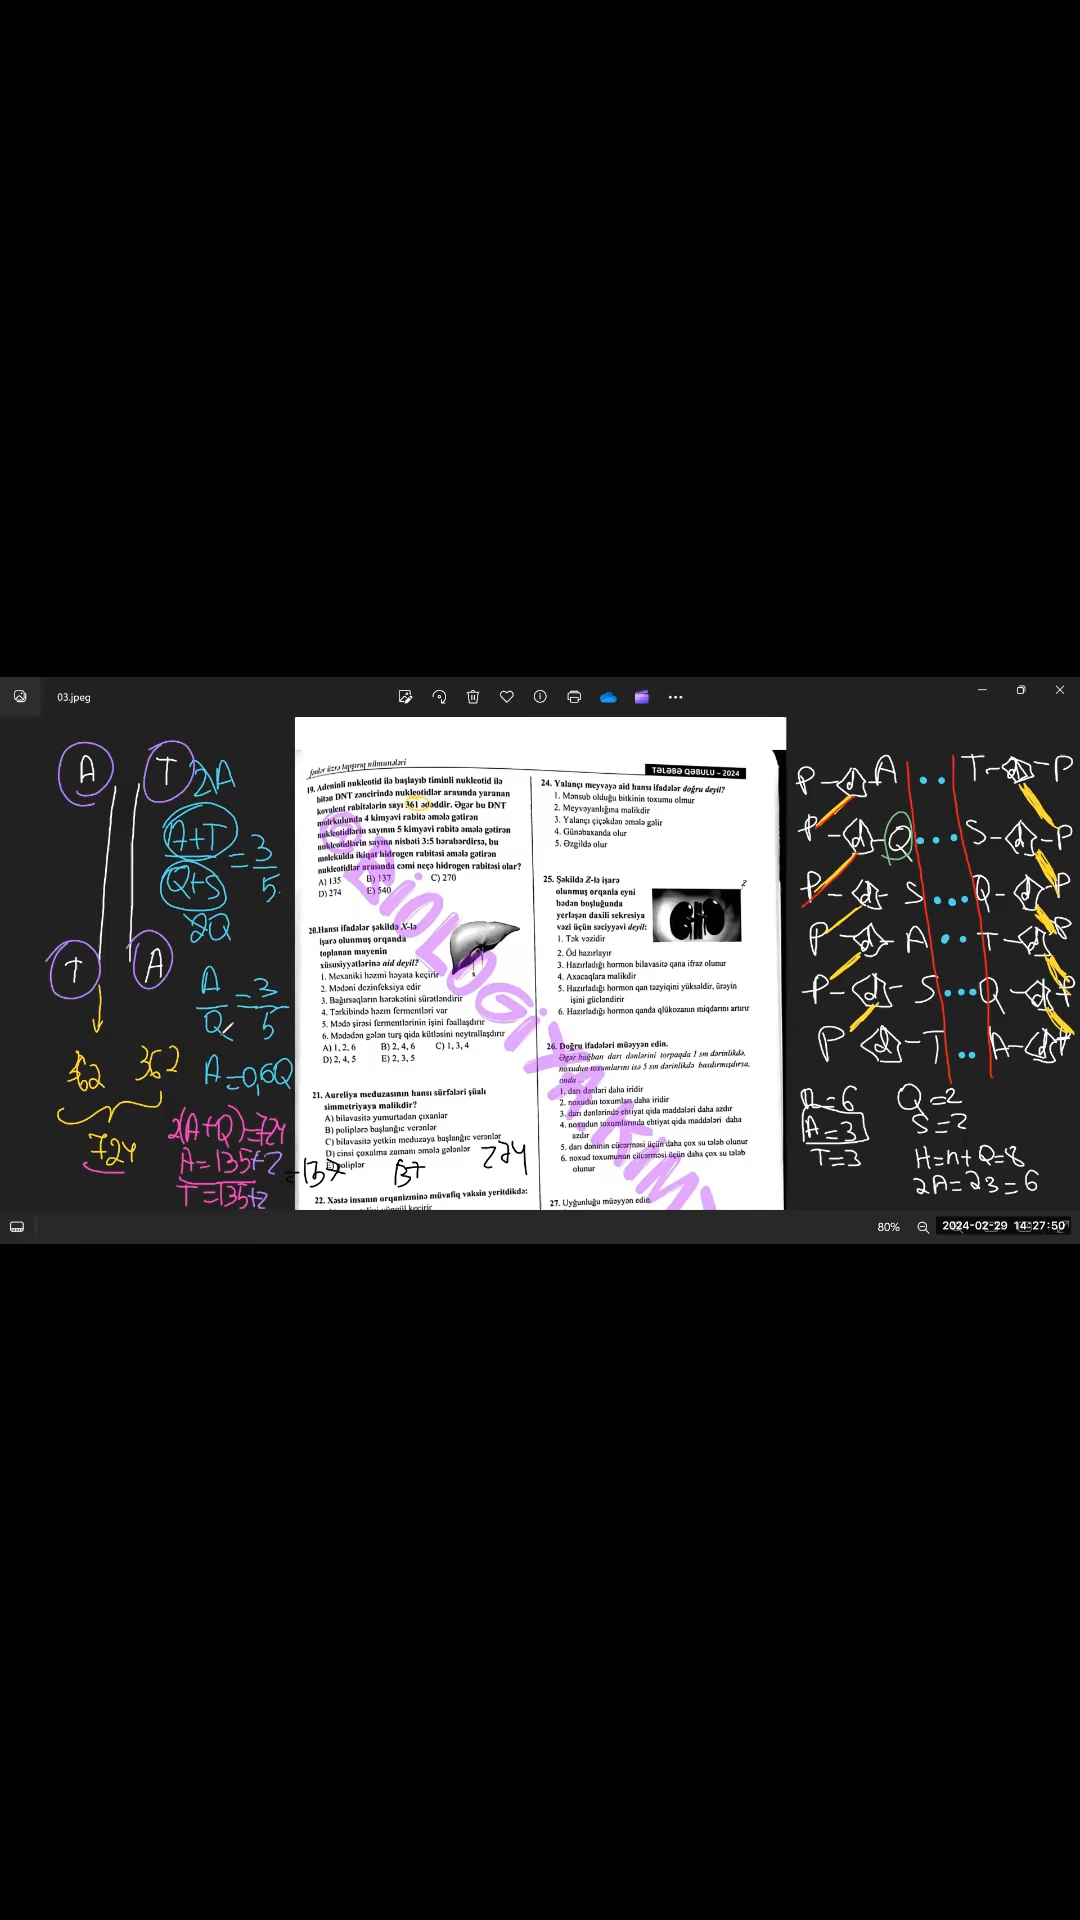 03.jpeg
A T 2A
A+T
Q+S
= 3
5
2Q
T A
A = 3
Q 5
A=0,6Q
362 362
724
2(A+Q)=724
A=135+2 =137 137 274
T=135+2
fənlər üzrə tapşırıq nümunələri
TƏLƏBƏ QƏBULU – 2024
19. Adeninli nukleotid ilə başlayıb timinli nukleotid ilə
bitən DNT zəncirində nukleotidlər arasında yaranan
kovalent rabitələrin sayı 361 ədəddir. Əgər bu DNT
molekulunda 4 kimyəvi rabitə əmələ gətirən
nukleotidlərin sayının 5 kimyəvi rabitə əmələ gətirən
nukleotidlərin sayına nisbəti 3:5 bərabərdirsə, bu
molekulda ikiqat hidrogen rabitəsi əmələ gətirən
nukleotidlər arasında cəmi neçə hidrogen rabitəsi olar?
A) 135 B) 137 C) 270
D) 274 E) 540
20.Hansı ifadələr şəkildə X-lə
işarə olunmuş orqanda
toplanan mayenin
xüsusiyyətlərinə aid deyil?
1. Mexaniki həzmi həyata keçirir
2. Mədəni dezinfeksiya edir
3. Bağırsaqların hərəkətini sürətləndirir
4. Tərkibində həzm fermentləri var
5. Mədə şirəsi fermentlərinin işini fəallaşdırır
6. Mədədən gələn turş qida kütləsini neytrallaşdırır
A) 1, 2, 6 B) 2, 4, 6 C) 1, 3, 4
D) 2, 4, 5 E) 2, 3, 5
x
21. Aureliya meduzasının hansı sürfələri şüalı
simmetriyaya malikdir?
A) bilavasitə yumurtadan çıxanlar
B) poliplərə başlanğıc verənlər
C) bilavasitə yetkin meduzaya başlanğıc verənlər
D) cinsi çoxulma zamanı əmələ gələnlər
E) poliplər
22. Xəstə insanın orqanizminə müvafiq vaksin yeritdikdə:
24. Yalançı meyvəyə aid hansı ifadələr doğru deyil?
1. Mənsub olduğu bitkinin toxumu olmur
2. Meyvəyanlığına malikdir
3. Yalançı çiçəkdən əmələ gəlir
4. Günəbaxanda olur
5. Əzgildə olur
25. Şəkildə Z-lə işarə
olunmuş orqanla eyni
bədən boşluğunda
yerləşən daxili sekresiya
vəzi üçün səciyyəvi deyil:
Z
1. Tək vəzidir
2. Öd hazırlayır
3. Hazırladığı hormon bilavasitə qana ifraz olunur
4. Axacaqlara malikdir
5. Hazırladığı hormon qan təzyiqini yüksəldir, ürəyin
işini gücləndirir
6. Hazırladığı hormon qanda qlükozanın miqdarını artırır
26. Doğru ifadələri müəyyən edin.
Əgər bağban darı dənlərini torpaqda 1 sm dərinlikdə,
noxudun toxumlarını isə 5 sm dərinlikdə basdırmışdırsa,
onda
1. darı dənləri daha iridir
2. noxudun toxumları daha iridir
3. darı dənlərində ehtiyat qida maddələri daha azdır
4. noxudun toxumlarında ehtiyat qida maddələri daha
azdır
5. darı dəninin cücərməsi üçün daha çox su tələb olunur
6. noxud toxumunun cücərməsi üçün daha çox su tələb
olunur
27. Uyğunluğu müəyyən edin.
@BİOLOGİYA KİMY
P-d-A T-d-P
P-d-Q S-d-P
P-d-S Q-d-P
P-d-A T-d-P
P-d-S Q-d-P
P-d-T A-d-P
A=6 Q=2
A=3 S=2
T=3 H=n+Q=8
2A=2·3=6
80%
2024-02-29 14:27:50